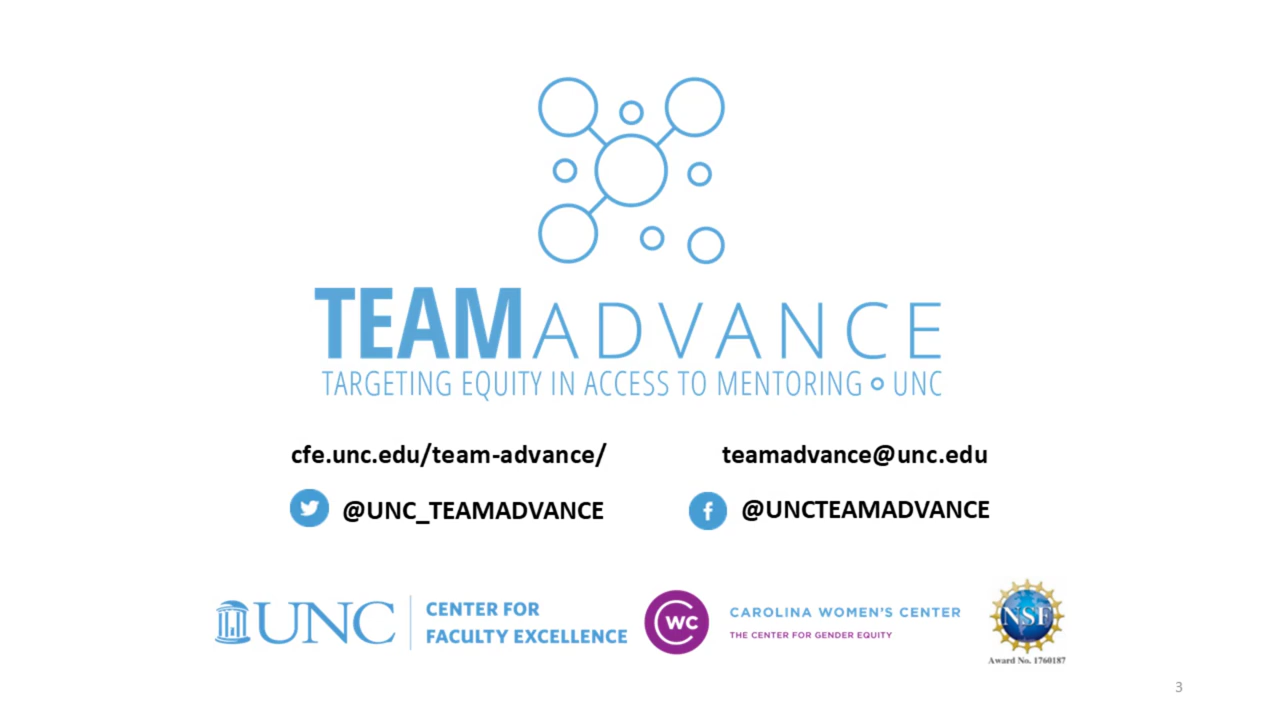 TEAMADVANCE
TARGETING EQUITY IN ACCESS TO MENTORING UNC
cfe.unc.edu/team-advance/
teamadvance@unc.edu
@UNC_TEAMADVANCE
@UNCTEAMADVANCE
UNC
CENTER FOR
FACULTY EXCELLENCE
CWC
CAROLINA WOMEN'S CENTER
THE CENTER FOR GENDER EQUITY
NSF
Award No. 1760187
3